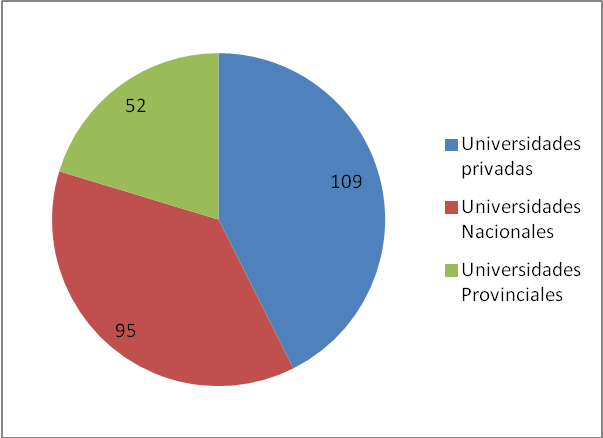 52
109
95
Universidades
privadas
Universidades
Nacionales
Universidades
Provinciales